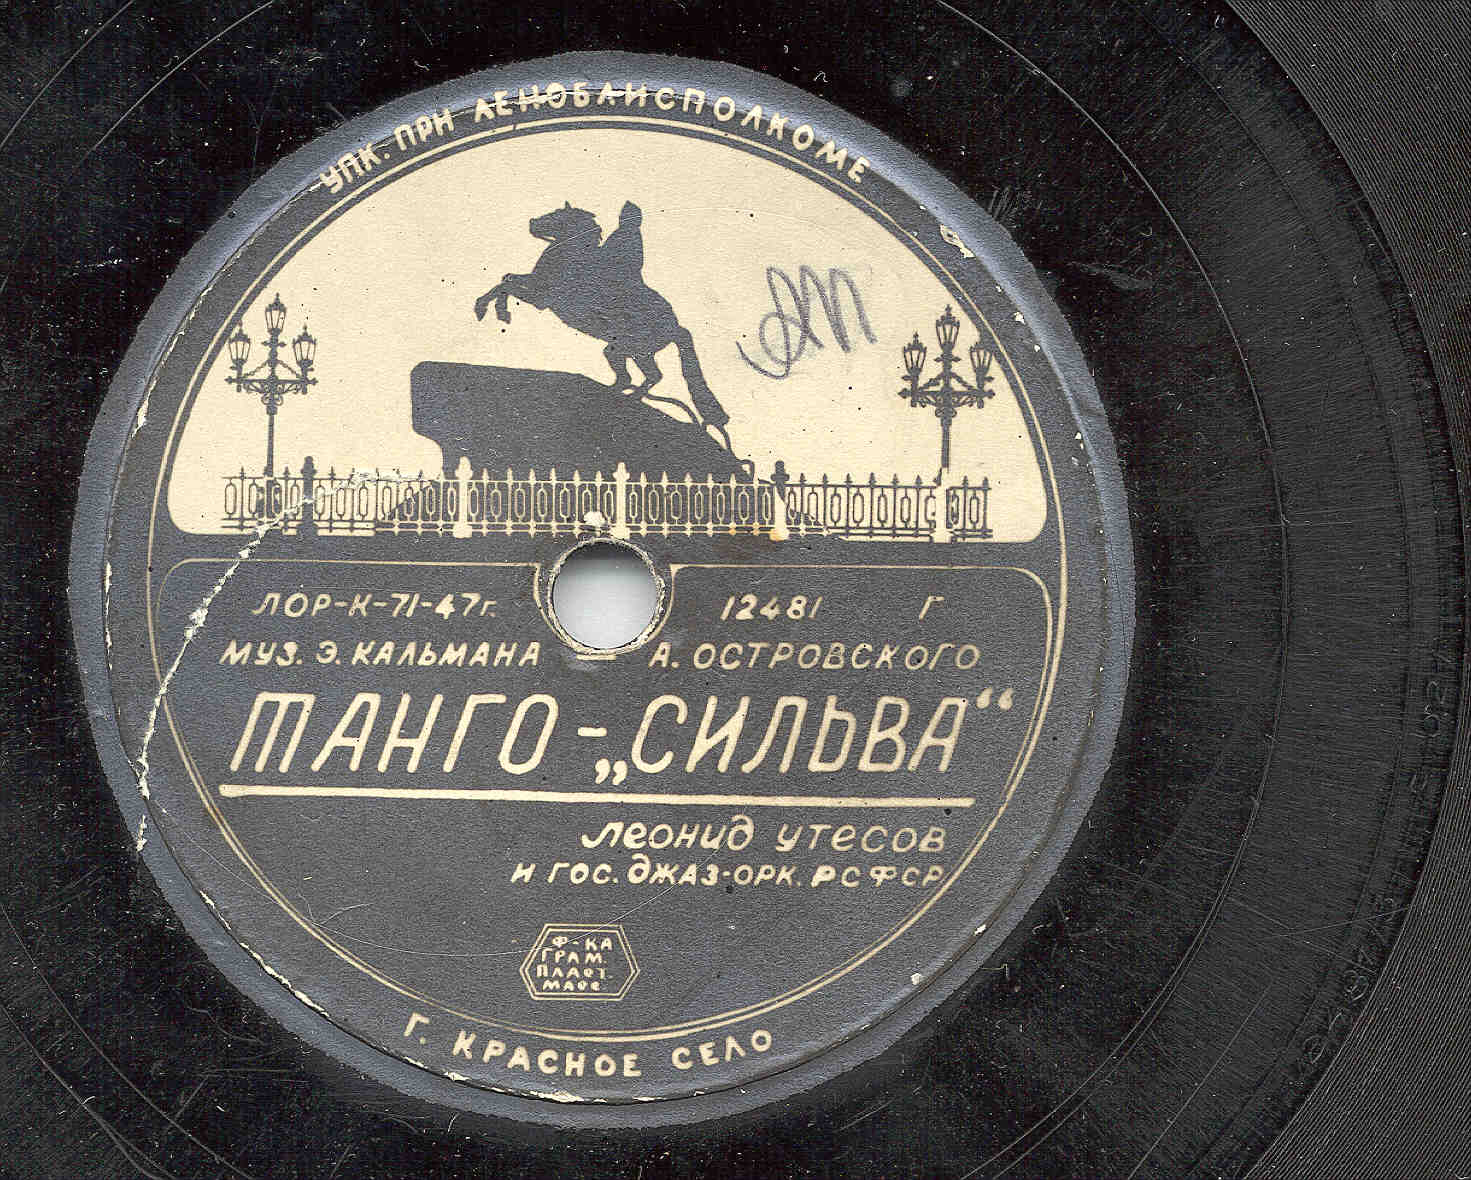 УПК. ПРИ ЛЕНОБЛИСПОЛКОМЕ
ЛОР-К-71-47г. 12481 Г
МУЗ. Э. КАЛЬМАНА А. ОСТРОВСКОГО
ТАНГО-„СИЛЬВА“
ЛЕОНИД УТЕСОВ
И ГОС. ДЖАЗ-ОРК. РСФСР
Ф-КА
ГРАМ.
ПЛАСТ
МАСС
Г. КРАСНОЕ СЕЛО